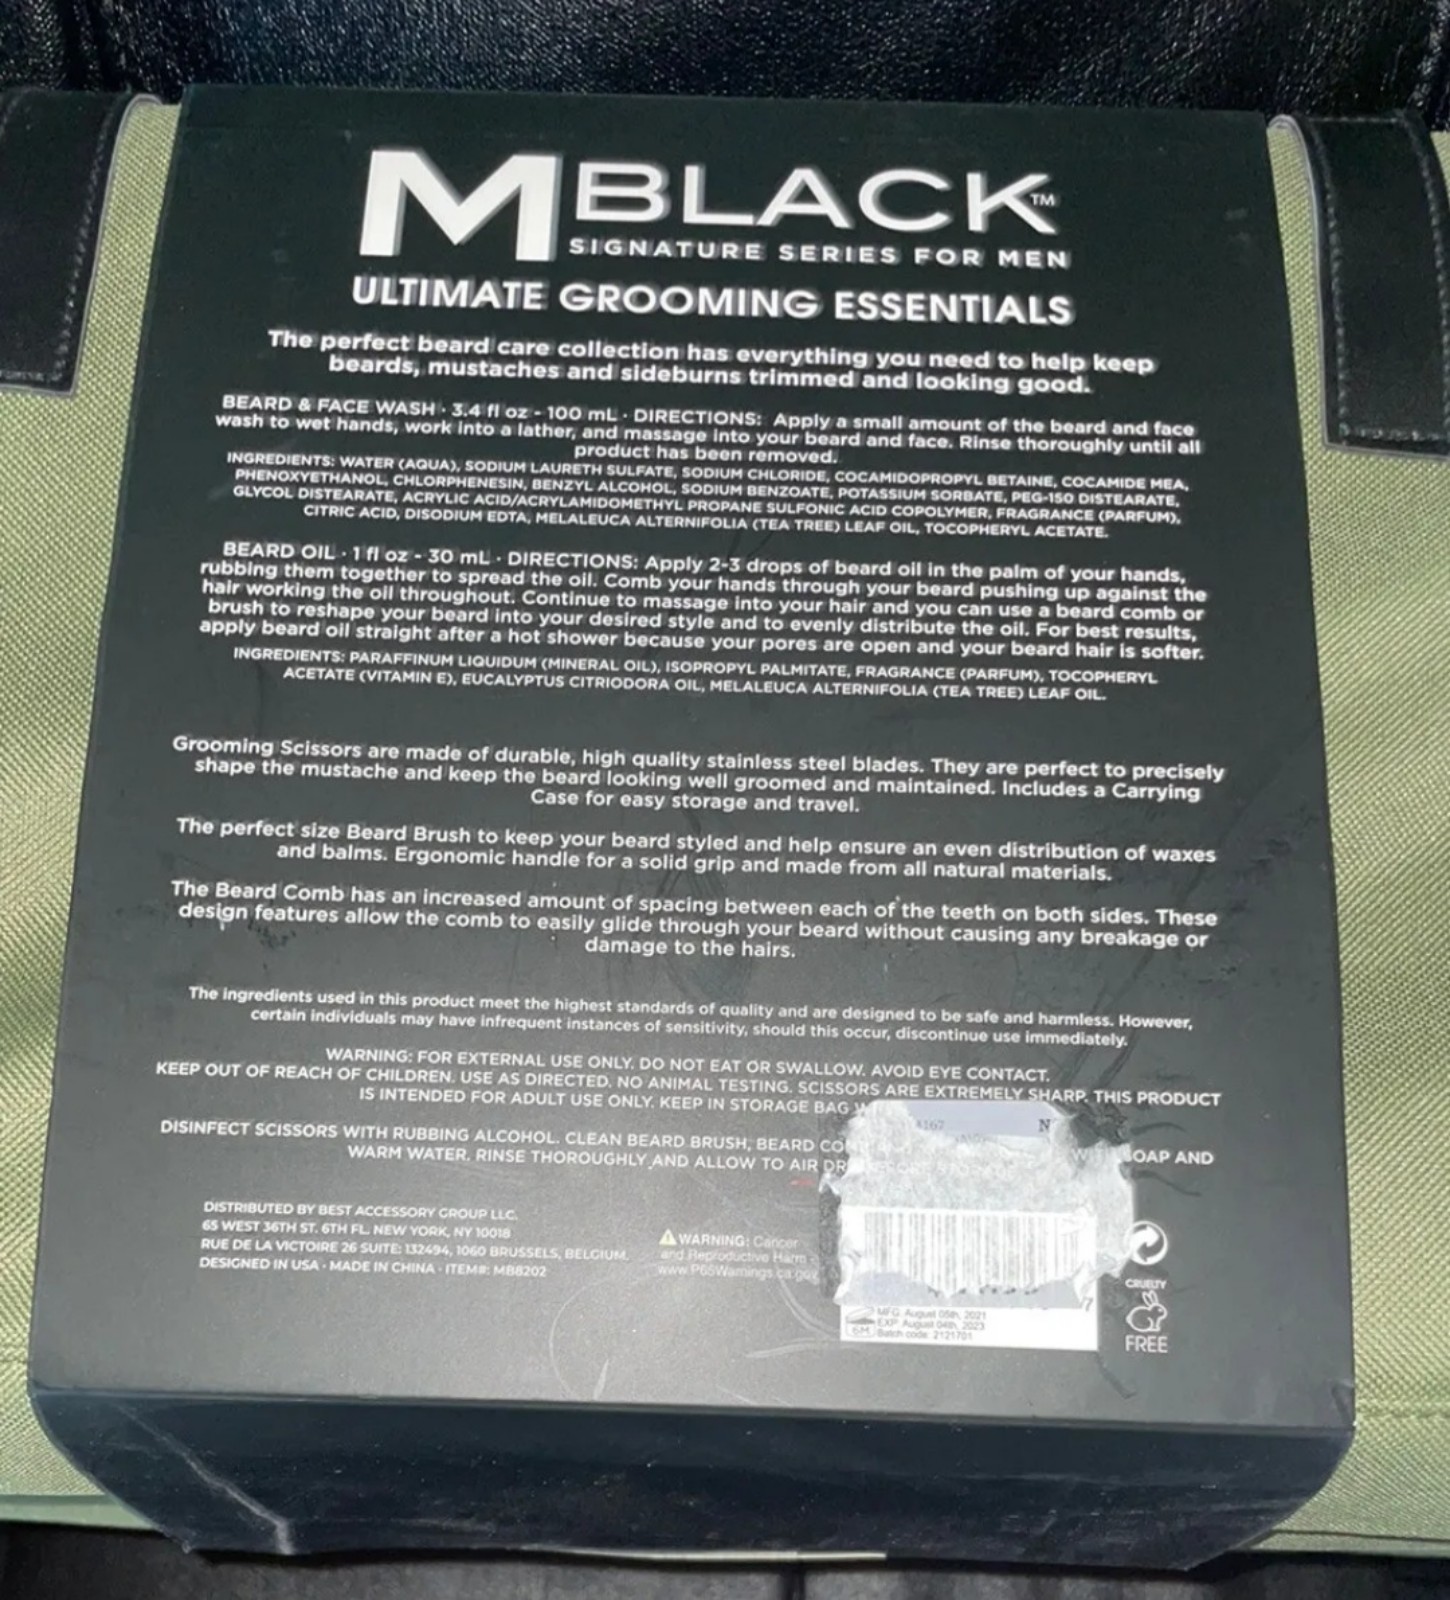 MBLACK™
SIGNATURE SERIES FOR MEN
ULTIMATE GROOMING ESSENTIALS
The perfect beard care collection has everything you need to help keep
beards, mustaches and sideburns trimmed and looking good.
BEARD & FACE WASH · 3.4 fl oz - 100 mL · DIRECTIONS: Apply a small amount of the beard and face
wash to wet hands, work into a lather, and massage into your beard and face. Rinse thoroughly until all
product has been removed.
INGREDIENTS: WATER (AQUA), SODIUM LAURETH SULFATE, SODIUM CHLORIDE, COCAMIDOPROPYL BETAINE, COCAMIDE MEA,
PHENOXYETHANOL, CHLORPHENESIN, BENZYL ALCOHOL, SODIUM BENZOATE, POTASSIUM SORBATE, PEG-150 DISTEARATE,
GLYCOL DISTEARATE, ACRYLIC ACID/ACRYLAMIDOMETHYL PROPANE SULFONIC ACID COPOLYMER, FRAGRANCE (PARFUM),
CITRIC ACID, DISODIUM EDTA, MELALEUCA ALTERNIFOLIA (TEA TREE) LEAF OIL, TOCOPHERYL ACETATE.
BEARD OIL · 1 fl oz - 30 mL · DIRECTIONS: Apply 2-3 drops of beard oil in the palm of your hands,
rubbing them together to spread the oil. Comb your hands through your beard pushing up against the
hair working the oil throughout. Continue to massage into your hair and you can use a beard comb or
brush to reshape your beard into your desired style and to evenly distribute the oil. For best results,
apply beard oil straight after a hot shower because your pores are open and your beard hair is softer.
INGREDIENTS: PARAFFINUM LIQUIDUM (MINERAL OIL), ISOPROPYL PALMITATE, FRAGRANCE (PARFUM), TOCOPHERYL
ACETATE (VITAMIN E), EUCALYPTUS CITRIODORA OIL, MELALEUCA ALTERNIFOLIA (TEA TREE) LEAF OIL.
Grooming Scissors are made of durable, high quality stainless steel blades. They are perfect to precisely
shape the mustache and keep the beard looking well groomed and maintained. Includes a Carrying
Case for easy storage and travel.
The perfect size Beard Brush to keep your beard styled and help ensure an even distribution of waxes
and balms. Ergonomic handle for a solid grip and made from all natural materials.
The Beard Comb has an increased amount of spacing between each of the teeth on both sides. These
design features allow the comb to easily glide through your beard without causing any breakage or
damage to the hairs.
The ingredients used in this product meet the highest standards of quality and are designed to be safe and harmless. However,
certain individuals may have infrequent instances of sensitivity, should this occur, discontinue use immediately.
WARNING: FOR EXTERNAL USE ONLY. DO NOT EAT OR SWALLOW. AVOID EYE CONTACT.
KEEP OUT OF REACH OF CHILDREN. USE AS DIRECTED. NO ANIMAL TESTING. SCISSORS ARE EXTREMELY SHARP. THIS PRODUCT
IS INTENDED FOR ADULT USE ONLY. KEEP IN STORAGE BAG
DISINFECT SCISSORS WITH RUBBING ALCOHOL. CLEAN BEARD BRUSH, BEARD WITH SOAP AND
WARM WATER. RINSE THOROUGHLY AND ALLOW TO AIR
DISTRIBUTED BY BEST ACCESSORY GROUP LLC.
65 WEST 36TH ST. 6TH FL. NEW YORK, NY 10018
RUE DE LA VICTOIRE 26 SUITE: 132494, 1060 BRUSSELS, BELGIUM.
DESIGNED IN USA · MADE IN CHINA · ITEM#: MB8202
WARNING: Cancer
and Reproductive Harm -
www.P65Warnings.ca.gov
4167 N
7
6M
MFG: August 05th, 2021
EXP: August 04th, 2023
Batch code: 2121701
CRUELTY
FREE